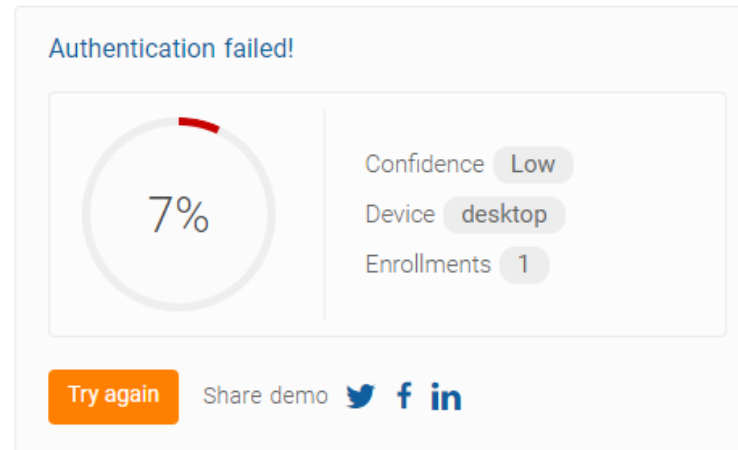 Authentication failed!
7%
Confidence Low
Device desktop
Enrollments 1
Try again Share demo